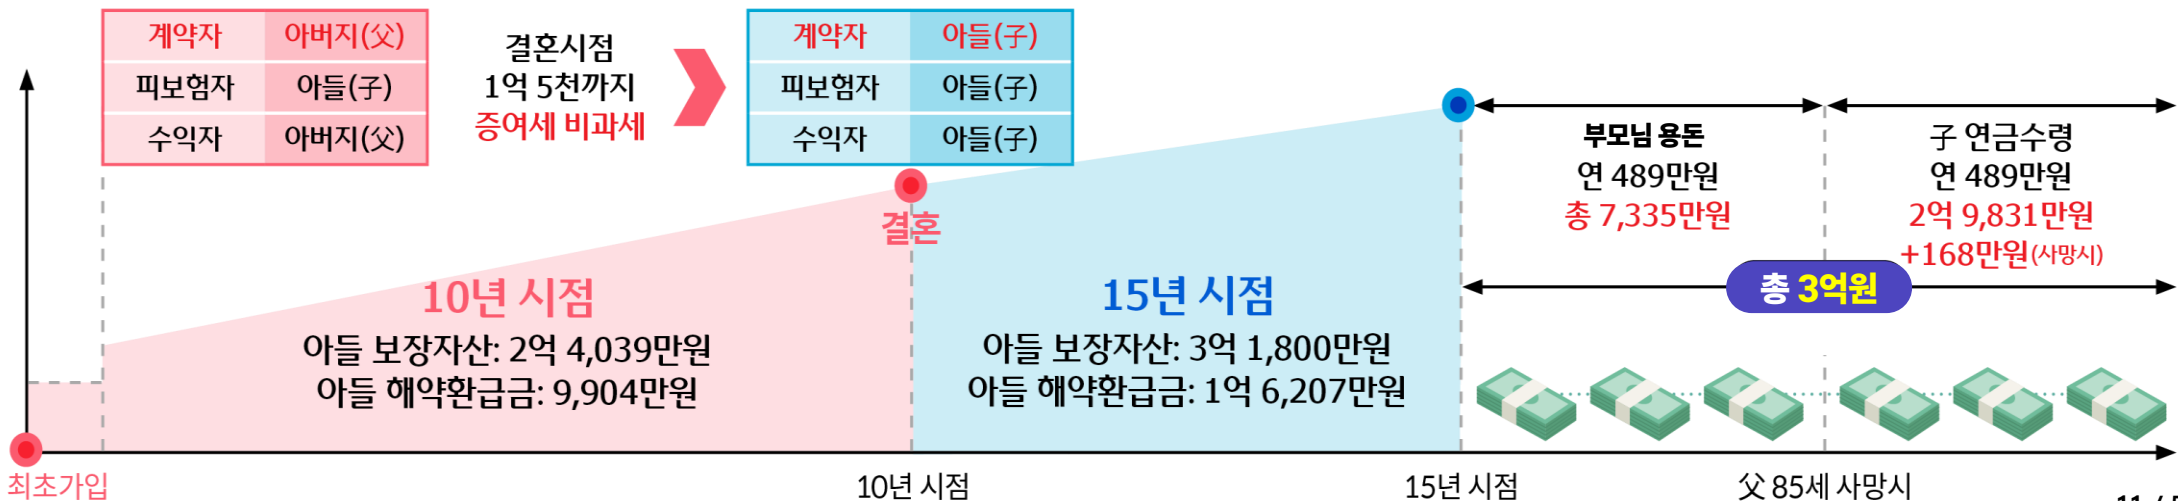 계약자 아버지(父)
피보험자 아들(子)
수익자 아버지(父)
결혼시점
1억 5천까지
증여세 비과세
계약자 아들(子)
피보험자 아들(子)
수익자 아들(子)
결혼
10년 시점
아들 보장자산: 2억 4,039만원
아들 해약환급금: 9,904만원
15년 시점
아들 보장자산: 3억 1,800만원
아들 해약환급금: 1억 6,207만원
부모님 용돈
연 489만원
총 7,335만원
子 연금수령
연 489만원
2억 9,831만원
+168만원(사망시)
총 3억원
최초가입
10년 시점
15년 시점
父 85세 사망시